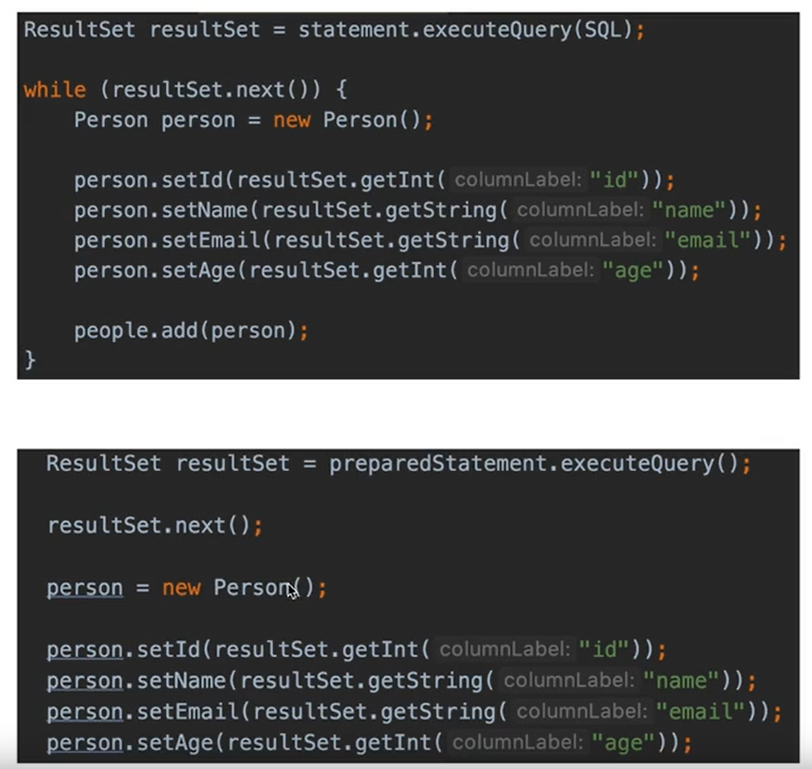 ResultSet resultSet = statement.executeQuery(SQL);
while (resultSet.next()) {
Person person = new Person();
person.setId(resultSet.getInt( columnLabel: "id"));
person.setName(resultSet.getString( columnLabel: "name"));
person.setEmail(resultSet.getString( columnLabel: "email"));
person.setAge(resultSet.getInt( columnLabel: "age"));
people.add(person);
}
ResultSet resultSet = preparedStatement.executeQuery();
resultSet.next();
person = new Person();
person.setId(resultSet.getInt( columnLabel: "id"));
person.setName(resultSet.getString( columnLabel: "name"));
person.setEmail(resultSet.getString( columnLabel: "email"));
person.setAge(resultSet.getInt( columnLabel: "age"));